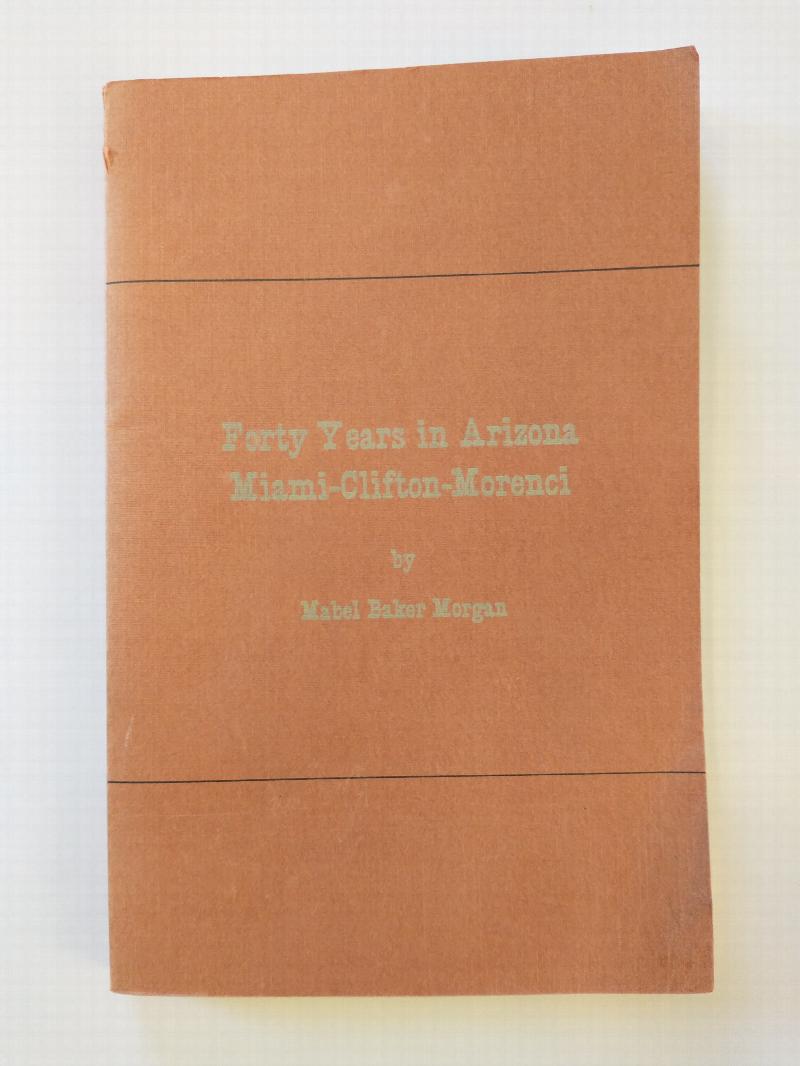 Forty Years in Arizona
Miami-Clifton-Morenci
by
Mabel Baker Morgan